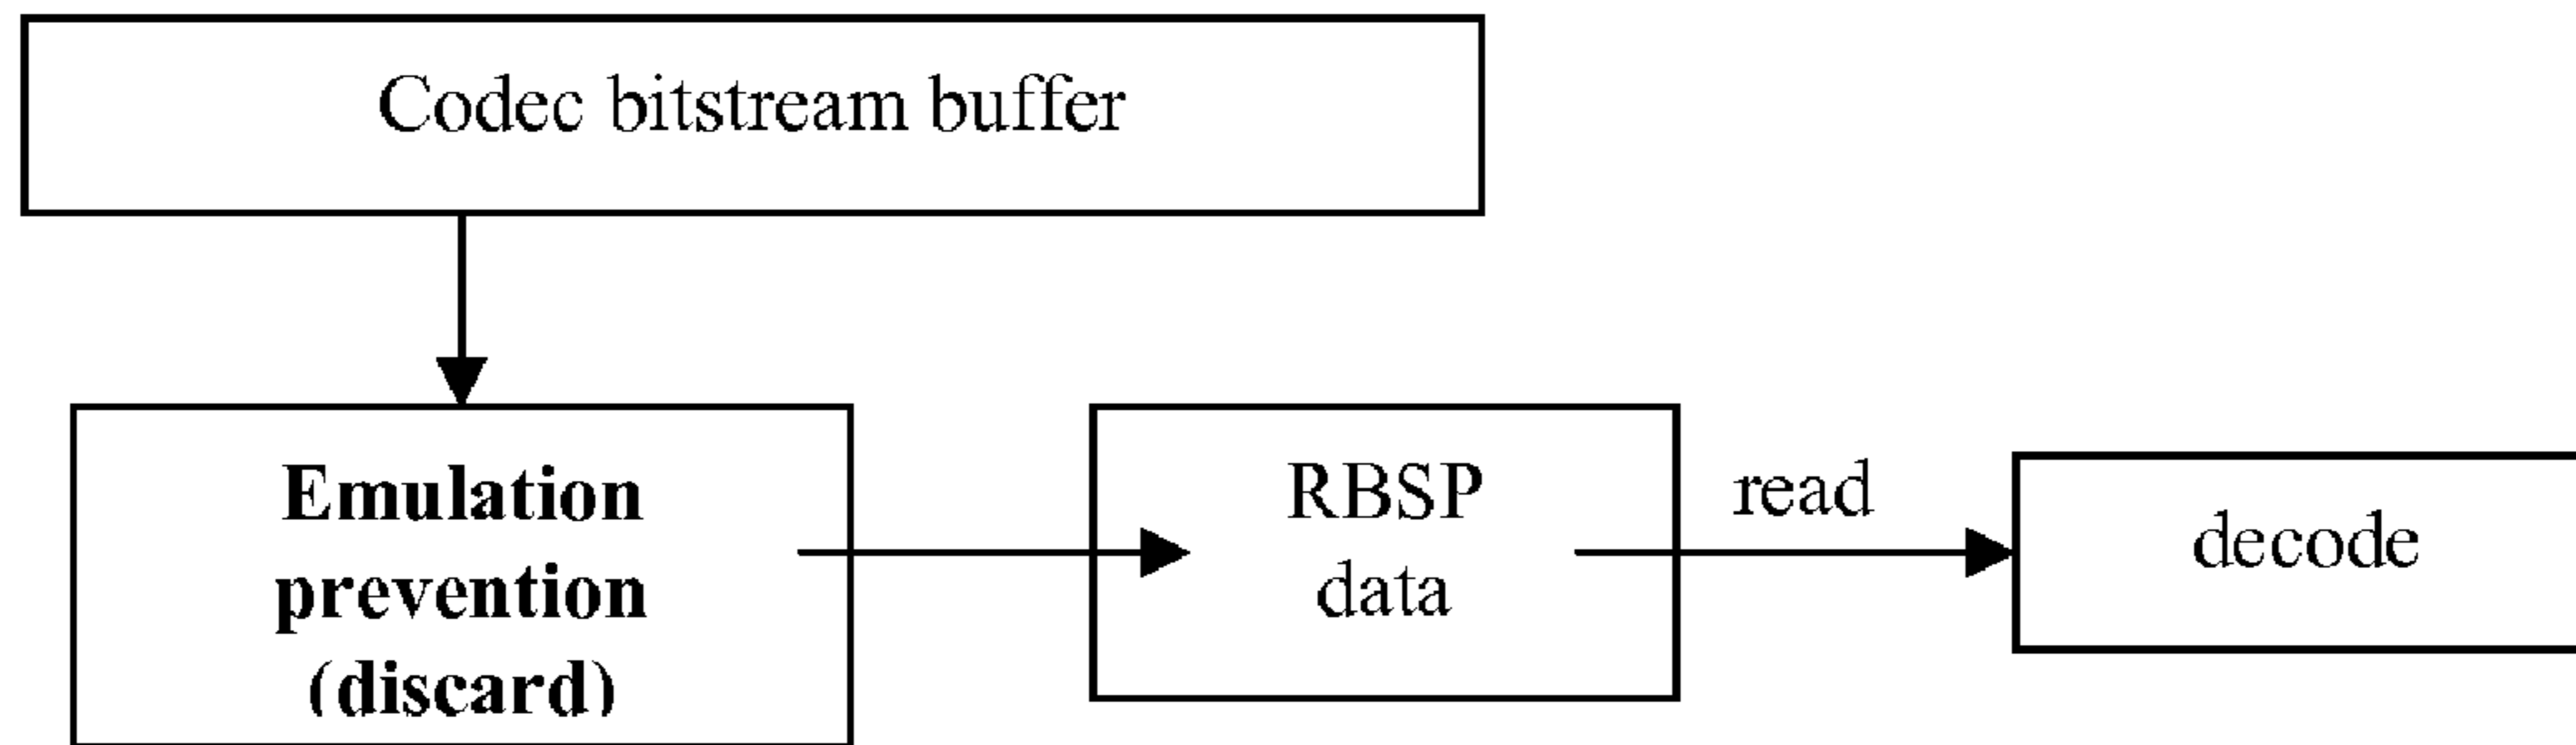 Codec bitstream buffer
Emulation
prevention
(discard)
RBSP
data
read
decode